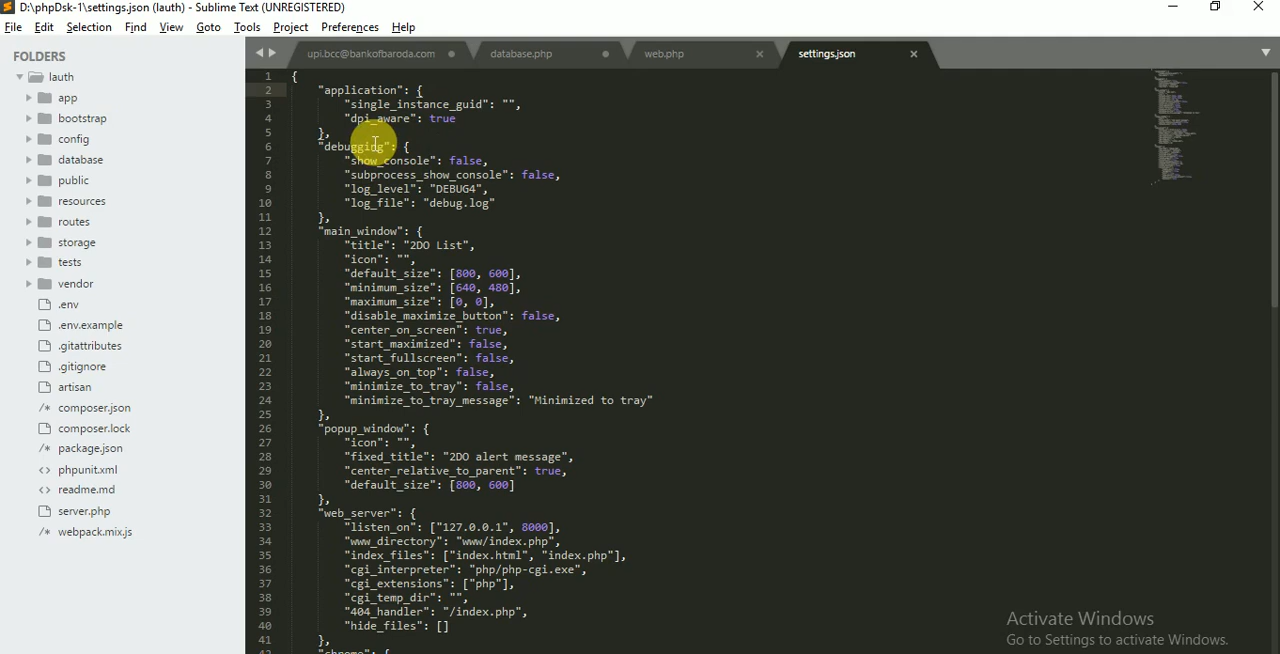 D:\phpDsk-1\settings.json (lauth) - Sublime Text (UNREGISTERED)
File Edit Selection Find View Goto Tools Project Preferences Help
FOLDERS
lauth
app
bootstrap
config
database
public
resources
routes
storage
tests
vendor
.env
.env.example
.gitattributes
.gitignore
artisan
/* composer.json
composer.lock
/* package.json
<> phpunit.xml
<> readme.md
server.php
/* webpack.mix.js
upi.bcc@bankofbaroda.com database.php web.php settings.json
1 {
2 "application": {
3 "single_instance_guid": "",
4 "dpi_aware": true
5 },
6 "debugging": {
7 "show_console": false,
8 "subprocess_show_console": false,
9 "log_level": "DEBUG4",
10 "log_file": "debug.log"
11 },
12 "main_window": {
13 "title": "2DO List",
14 "icon": "",
15 "default_size": [800, 600],
16 "minimum_size": [640, 480],
17 "maximum_size": [0, 0],
18 "disable_maximize_button": false,
19 "center_on_screen": true,
20 "start_maximized": false,
21 "start_fullscreen": false,
22 "always_on_top": false,
23 "minimize_to_tray": false,
24 "minimize_to_tray_message": "Minimized to tray"
25 },
26 "popup_window": {
27 "icon": "",
28 "fixed_title": "2DO alert message",
29 "center_relative_to_parent": true,
30 "default_size": [800, 600]
31 },
32 "web_server": {
33 "listen_on": ["127.0.0.1", 8000],
34 "www_directory": "www/index.php",
35 "index_files": ["index.html", "index.php"],
36 "cgi_interpreter": "php/php-cgi.exe",
37 "cgi_extensions": ["php"],
38 "cgi_temp_dir": "",
39 "404_handler": "/index.php",
40 "hide_files": []
41 },
42 "chrome": {
Activate Windows
Go to Settings to activate Windows.